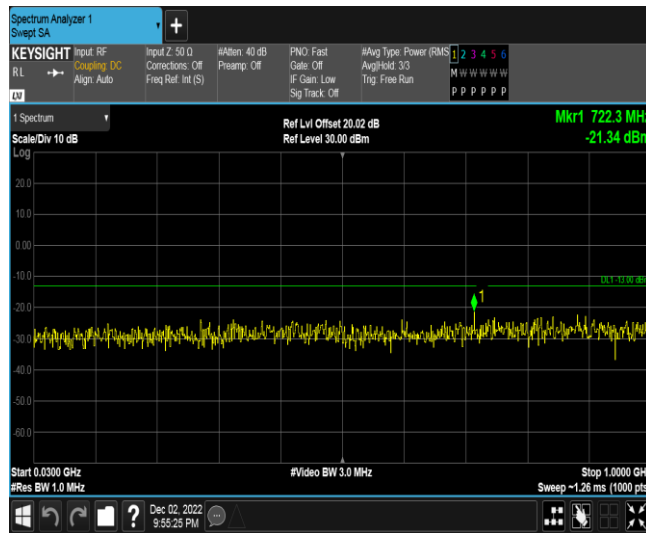 Spectrum Analyzer 1
Swept SA
KEYSIGHT
RL
LXI
Input: RF
Coupling: DC
Align: Auto
Input Z: 50 Ω
Corrections: Off
Freq Ref: Int (S)
#Atten: 40 dB
Preamp: Off
PNO: Fast
Gate: Off
IF Gain: Low
Sig Track: Off
#Avg Type: Power (RMS
Avg|Hold: 3/3
Trig: Free Run
1 2 3 4 5 6
M W W W W W
P P P P P P
1 Spectrum
Scale/Div 10 dB
Ref Lvl Offset 20.02 dB
Ref Level 30.00 dBm
Mkr1 722.3 MH
-21.34 dBm
Log
20.0
10.0
0.00
-10.0
DL1 -13.00 dB
1
-20.0
-30.0
-40.0
-50.0
-60.0
Start 0.0300 GHz
#Res BW 1.0 MHz
#Video BW 3.0 MHz
Stop 1.0000 GH
Sweep ~1.26 ms (1000 pts
Dec 02, 2022
9:55:25 PM